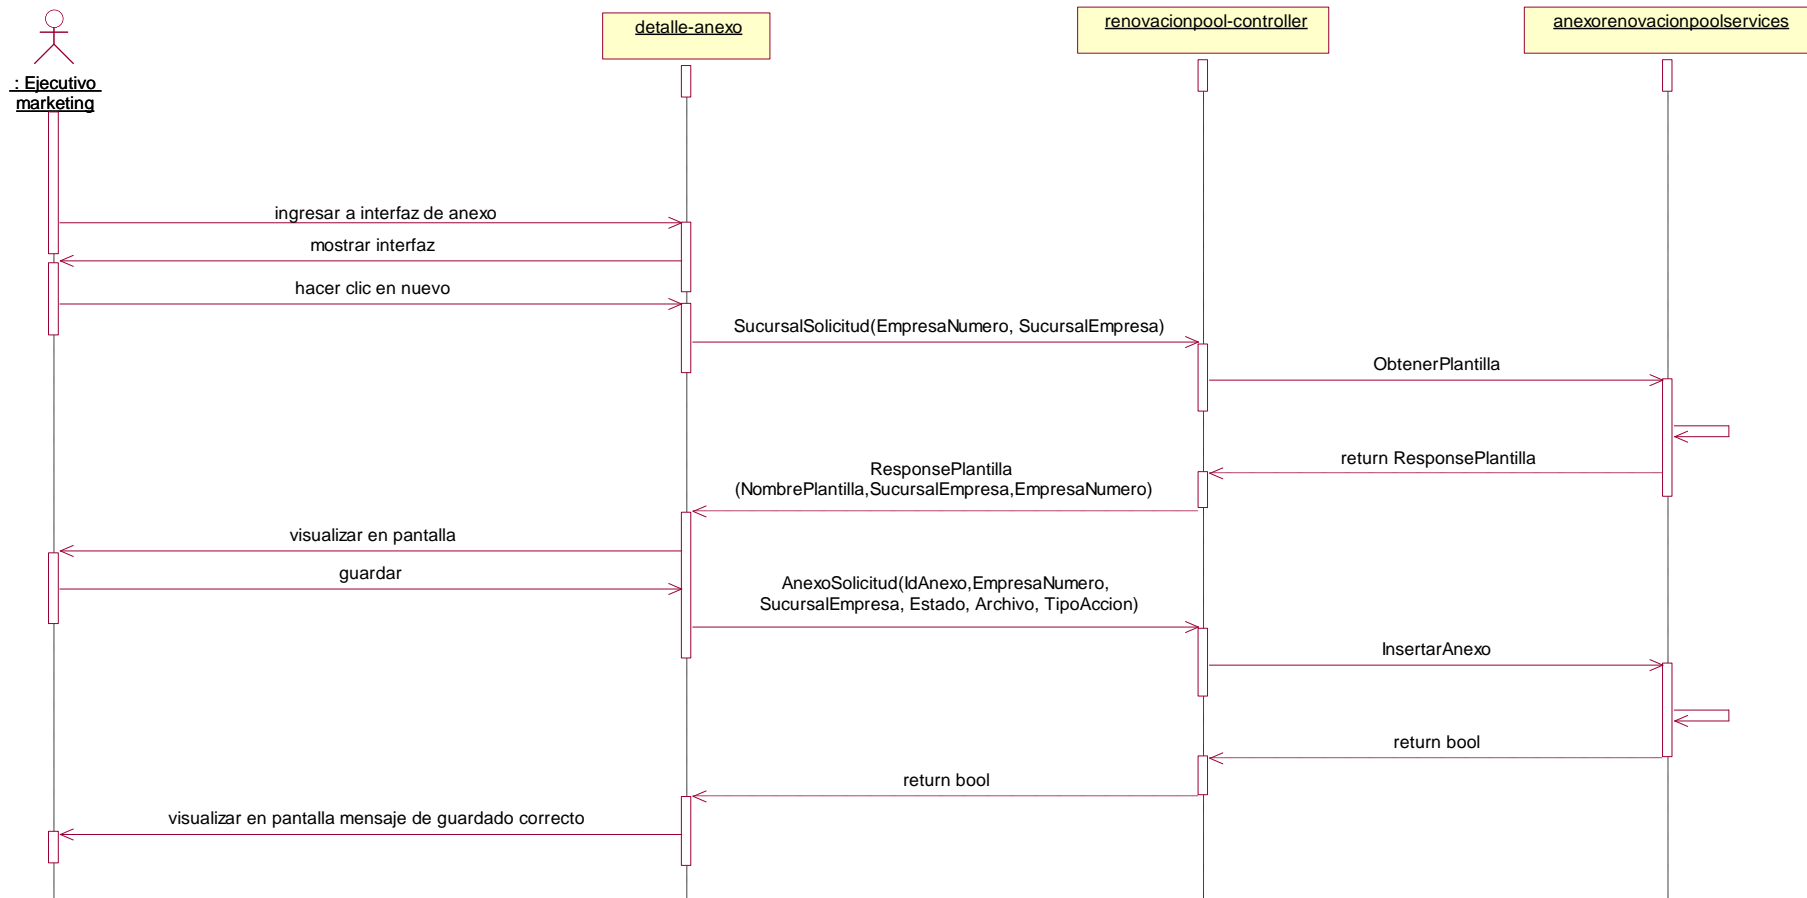 : Ejecutivo
marketing
detalle-anexo
renovacionpool-controller
anexorenovacionpoolservices
ingresar a interfaz de anexo
mostrar interfaz
hacer clic en nuevo
SucursalSolicitud(EmpresaNumero, SucursalEmpresa)
ObtenerPlantilla
return ResponsePlantilla
ResponsePlantilla
(NombrePlantilla,SucursalEmpresa,EmpresaNumero)
visualizar en pantalla
guardar
AnexoSolicitud(IdAnexo,EmpresaNumero,
SucursalEmpresa, Estado, Archivo, TipoAccion)
InsertarAnexo
return bool
return bool
visualizar en pantalla mensaje de guardado correcto